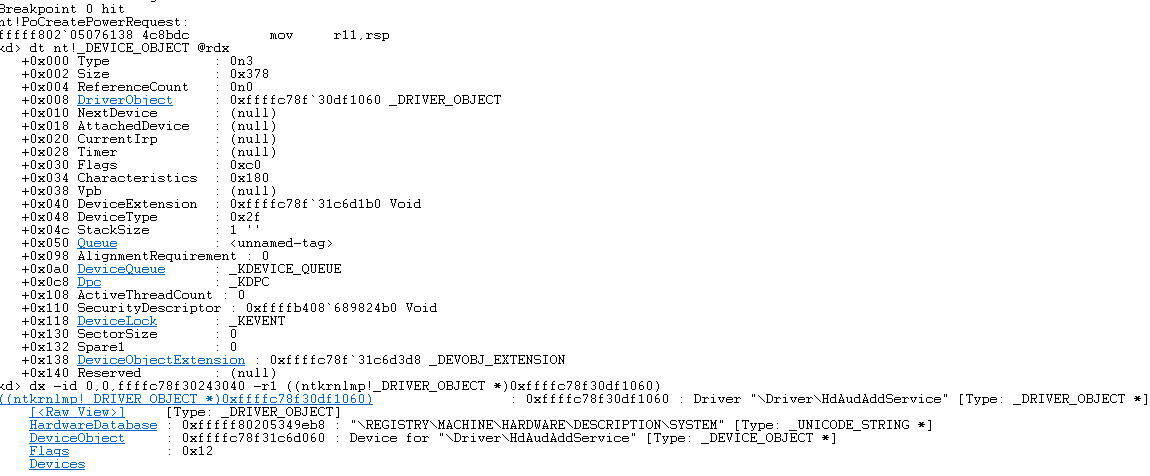 Breakpoint 0 hit
nt!PoCreatePowerRequest:
fffff802`05076138 4c8bdc          mov     r11,rsp
kd> dt nt!_DEVICE_OBJECT @rdx
   +0x000 Type             : 0n3
   +0x002 Size             : 0x378
   +0x004 ReferenceCount   : 0n0
   +0x008 DriverObject     : 0xffffc78f`30df1060 _DRIVER_OBJECT
   +0x010 NextDevice       : (null)
   +0x018 AttachedDevice   : (null)
   +0x020 CurrentIrp       : (null)
   +0x028 Timer            : (null)
   +0x030 Flags            : 0xc0
   +0x034 Characteristics  : 0x180
   +0x038 Vpb              : (null)
   +0x040 DeviceExtension  : 0xffffc78f`31c6d1b0 Void
   +0x048 DeviceType       : 0x2f
   +0x04c StackSize        : 1 ''
   +0x050 Queue            : <unnamed-tag>
   +0x098 AlignmentRequirement : 0
   +0x0a0 DeviceQueue      : _KDEVICE_QUEUE
   +0x0c8 Dpc              : _KDPC
   +0x108 ActiveThreadCount : 0
   +0x110 SecurityDescriptor : 0xffffb408`689824b0 Void
   +0x118 DeviceLock       : _KEVENT
   +0x130 SectorSize       : 0
   +0x132 Spare1           : 0
   +0x138 DeviceObjectExtension : 0xffffc78f`31c6d3d8 _DEVOBJ_EXTENSION
   +0x140 Reserved         : (null)
kd> dx -id 0,0,ffffc78f30243040 -r1 ((ntkrnlmp!_DRIVER_OBJECT *)0xffffc78f30df1060)
((ntkrnlmp!_DRIVER_OBJECT *)0xffffc78f30df1060)                 : 0xffffc78f30df1060 : Driver "\Driver\HdAudAddService" [Type: _DRIVER_OBJECT *]
    [<Raw View>]     [Type: _DRIVER_OBJECT]
    HardwareDatabase : 0xfffff80205349eb8 : "\REGISTRY\MACHINE\HARDWARE\DESCRIPTION\SYSTEM" [Type: _UNICODE_STRING *]
    DeviceObject     : 0xffffc78f31c6d060 : Device for "\Driver\HdAudAddService" [Type: _DEVICE_OBJECT *]
    Flags            : 0x12
    Devices